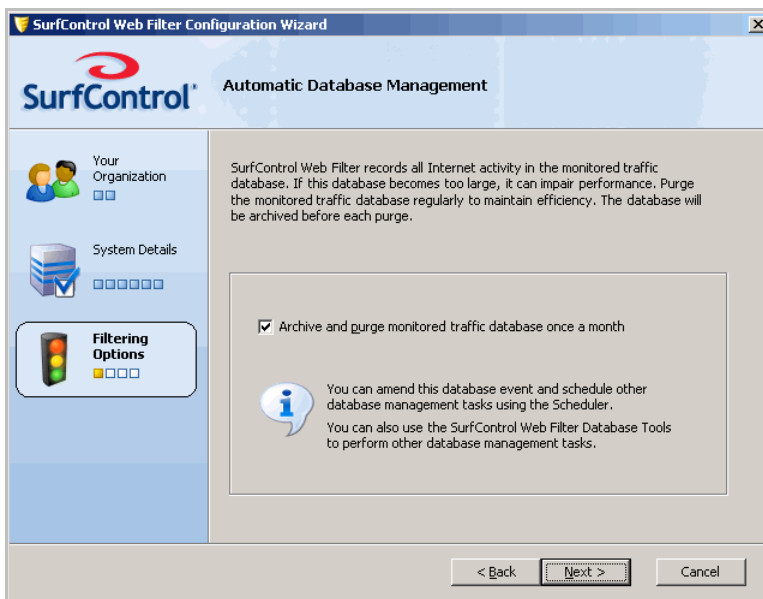 SurfControl Web Filter Configuration Wizard
SurfControl
Automatic Database Management
Your
Organization
System Details
Filtering
Options
SurfControl Web Filter records all Internet activity in the monitored traffic
database. If this database becomes too large, it can impair performance. Purge
the monitored traffic database regularly to maintain efficiency. The database will
be archived before each purge.
Archive and purge monitored traffic database once a month
You can amend this database event and schedule other
database management tasks using the Scheduler.
You can also use the SurfControl Web Filter Database Tools
to perform other database management tasks.
< Back
Next >
Cancel